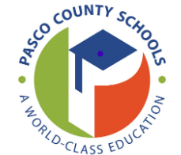 PASCO COUNTY SCHOOLS
P
A WORLD-CLASS EDUCATION